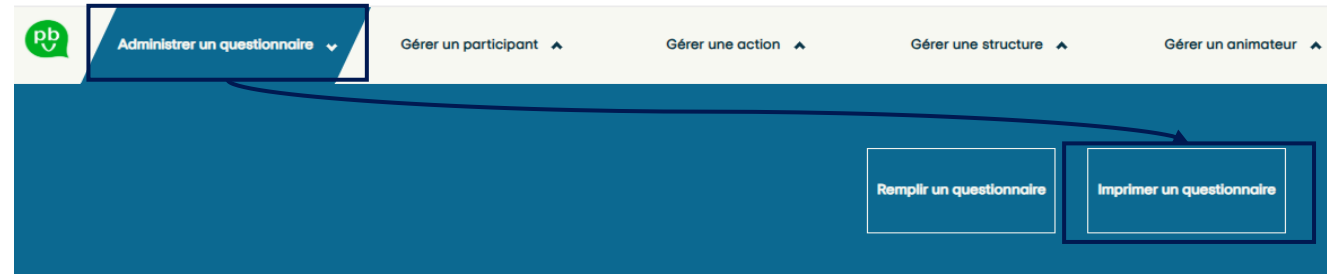 pb
Administrer un questionnaire
Gérer un participant
Gérer une action
Gérer une structure
Gérer un animateur
Remplir un questionnaire
Imprimer un questionnaire